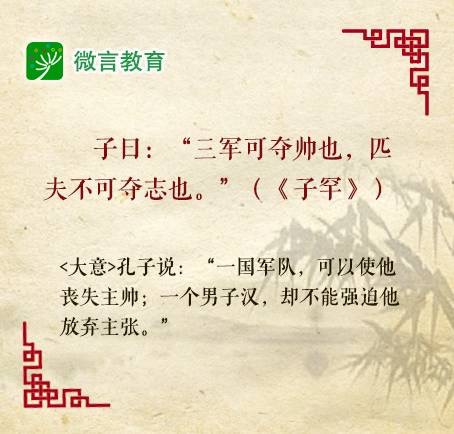 微言教育
子曰：“三军可夺帅也，匹
夫不可夺志也。”（《子罕》）
<大意>孔子说：“一国军队，可以使他
丧失主帅；一个男子汉，却不能强迫他
放弃主张。”